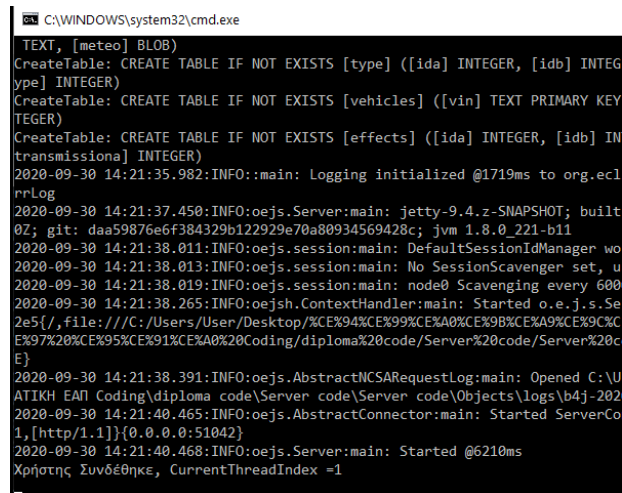 C:\WINDOWS\system32\cmd.exe
TEXT, [meteo] BLOB)
CreateTable: CREATE TABLE IF NOT EXISTS [type] ([ida] INTEGER, [idb] INTEG
ype] INTEGER)
CreateTable: CREATE TABLE IF NOT EXISTS [vehicles] ([vin] TEXT PRIMARY KEY
TEGER)
CreateTable: CREATE TABLE IF NOT EXISTS [effects] ([ida] INTEGER, [idb] IN
transmissiona] INTEGER)
2020-09-30 14:21:35.982:INFO::main: Logging initialized @1719ms to org.ecl
rrLog
2020-09-30 14:21:37.450:INFO:oejs.Server:main: jetty-9.4.z-SNAPSHOT; built
0Z; git: daa59876e6f384329b122929e70a80934569428c; jvm 1.8.0_221-b11
2020-09-30 14:21:38.011:INFO:oejs.session:main: DefaultSessionIdManager wo
2020-09-30 14:21:38.013:INFO:oejs.session:main: No SessionScavenger set, u
2020-09-30 14:21:38.019:INFO:oejs.session:main: node0 Scavenging every 600
2020-09-30 14:21:38.265:INFO:oejsh.ContextHandler:main: Started o.e.j.s.Se
2e5{/,file:///C:/Users/User/Desktop/%CE%94%CE%99%CE%A0%CE%9B%CE%A9%CE%9C%C
E%97%20%CE%95%CE%91%CE%A0%20Coding/diploma%20code/Server%20code/Server%20c
E}
2020-09-30 14:21:38.391:INFO:oejs.AbstractNCSARequestLog:main: Opened C:\U
ΑΤΙΚΗ ΕΑΠ Coding\diploma code\Server code\Server code\Objects\logs\b4j-202
2020-09-30 14:21:40.465:INFO:oejs.AbstractConnector:main: Started ServerCo
1,[http/1.1]}{0.0.0.0:51042}
2020-09-30 14:21:40.468:INFO:oejs.Server:main: Started @6210ms
Χρήστης Συνδέθηκε, CurrentThreadIndex =1